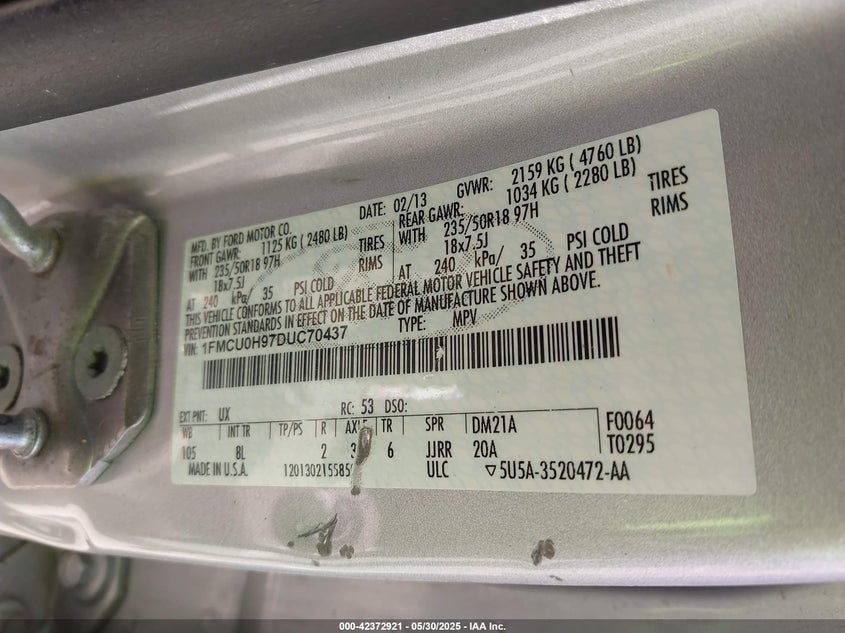 MFD. BY FORD MOTOR CO.
DATE: 02/13 GVWR: 2159 KG ( 4760 LB)
FRONT GAWR: 1125 KG ( 2480 LB) REAR GAWR: 1034 KG ( 2280 LB)
WITH 235/50R18 97H TIRES WITH 235/50R18 97H TIRES
18x7.5J RIMS 18x7.5J RIMS
AT 240 kPa/ 35 PSI COLD AT 240 kPa/ 35 PSI COLD
THIS VEHICLE CONFORMS TO ALL APPLICABLE FEDERAL MOTOR VEHICLE SAFETY AND THEFT
PREVENTION STANDARDS IN EFFECT ON THE DATE OF MANUFACTURE SHOWN ABOVE.
VIN: 1FMCU0H97DUC70437 TYPE: MPV
EXT PNT: UX RC: 53 DSO:
WB INT TR TP/PS R TR SPR DM21A F0064
105 8L 2 3 6 JJRR 20A T0295
MADE IN U.S.A. ULC ▽5U5A-3520472-AA
000-42372921 - 05/30/2025 - IAA Inc.